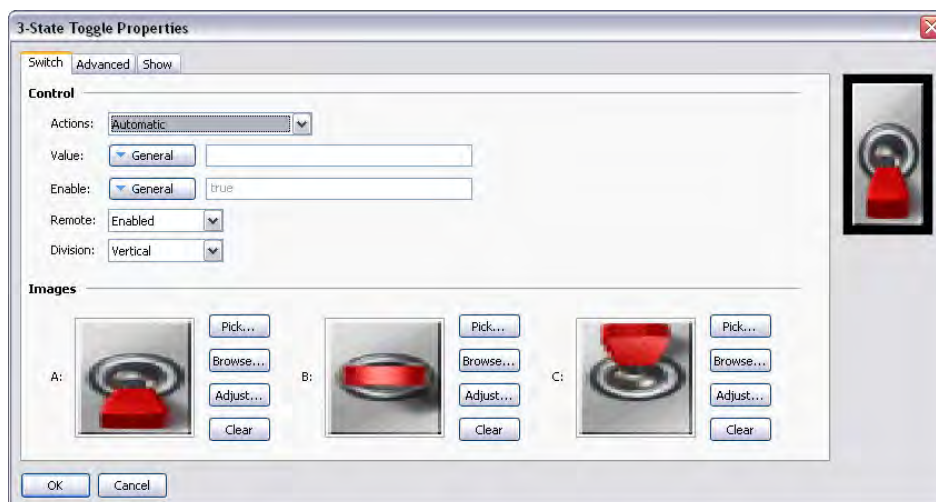 3-State Toggle Properties
Switch Advanced Show
Control
Actions: Automatic
Value: General
Enable: General true
Remote: Enabled
Division: Vertical
Images
A: Pick... B: Pick... C: Pick...
Browse... Browse... Browse...
Adjust... Adjust... Adjust...
Clear Clear Clear
OK Cancel